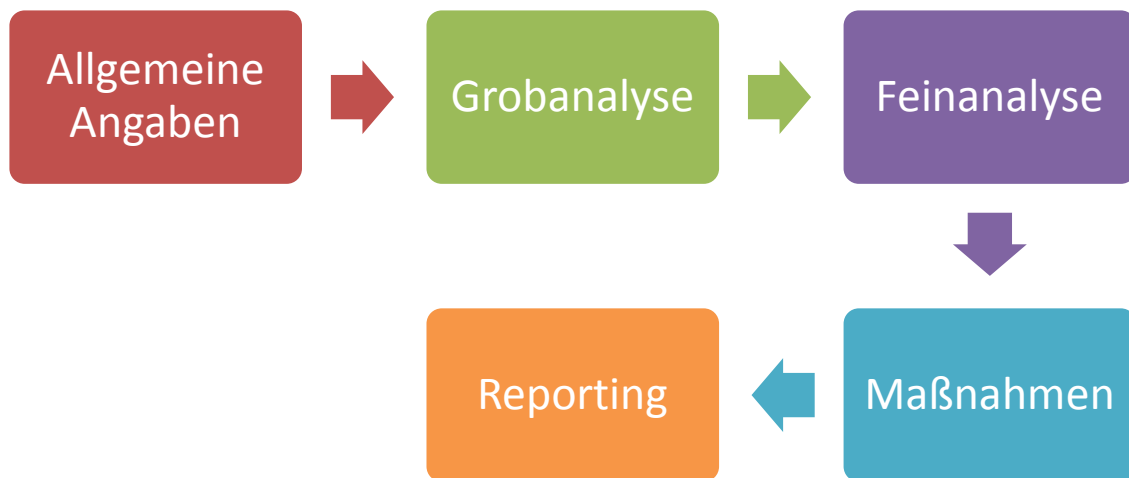 Allgemeine
Angaben
Grobanalyse
Feinanalyse
Maßnahmen
Reporting